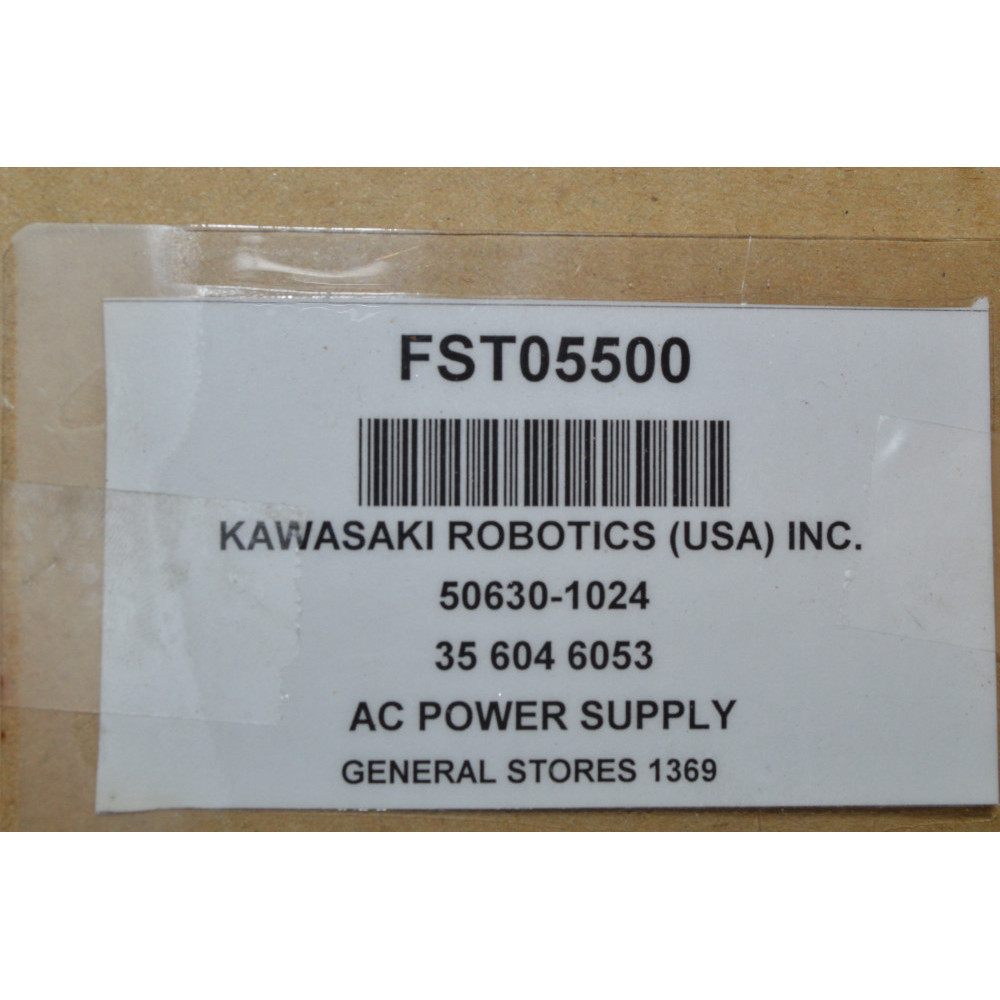 FST05500
KAWASAKI ROBOTICS (USA) INC.
50630-1024
35 604 6053
AC POWER SUPPLY
GENERAL STORES 1369